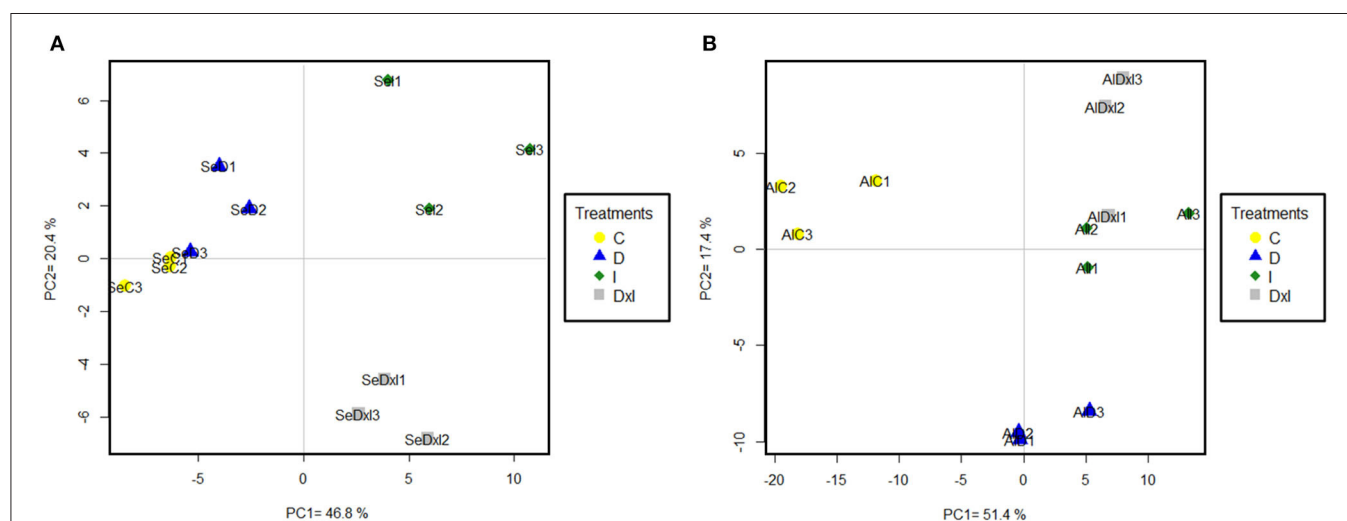 A
SeI1
SeI3
SeD1
SeD2
SeI2
SeD3
SeC1
SeC2
SeC3
SeDxI1
SeDxI3
SeDxI2
6
4
2
0
-2
-4
-6
PC2= 20.4 %
-5 0 5 10
PC1= 46.8 %
Treatments
C
D
I
DxI
B
AlDxI3
AlDxI2
AlC2
AlC1
AlDxI1
AlI3
AlC3
AlI2
AlI1
AlD3
AlD2
AlD1
5
0
-5
-10
PC2= 17.4 %
-20 -15 -10 -5 0 5 10
PC1= 51.4 %
Treatments
C
D
I
DxI